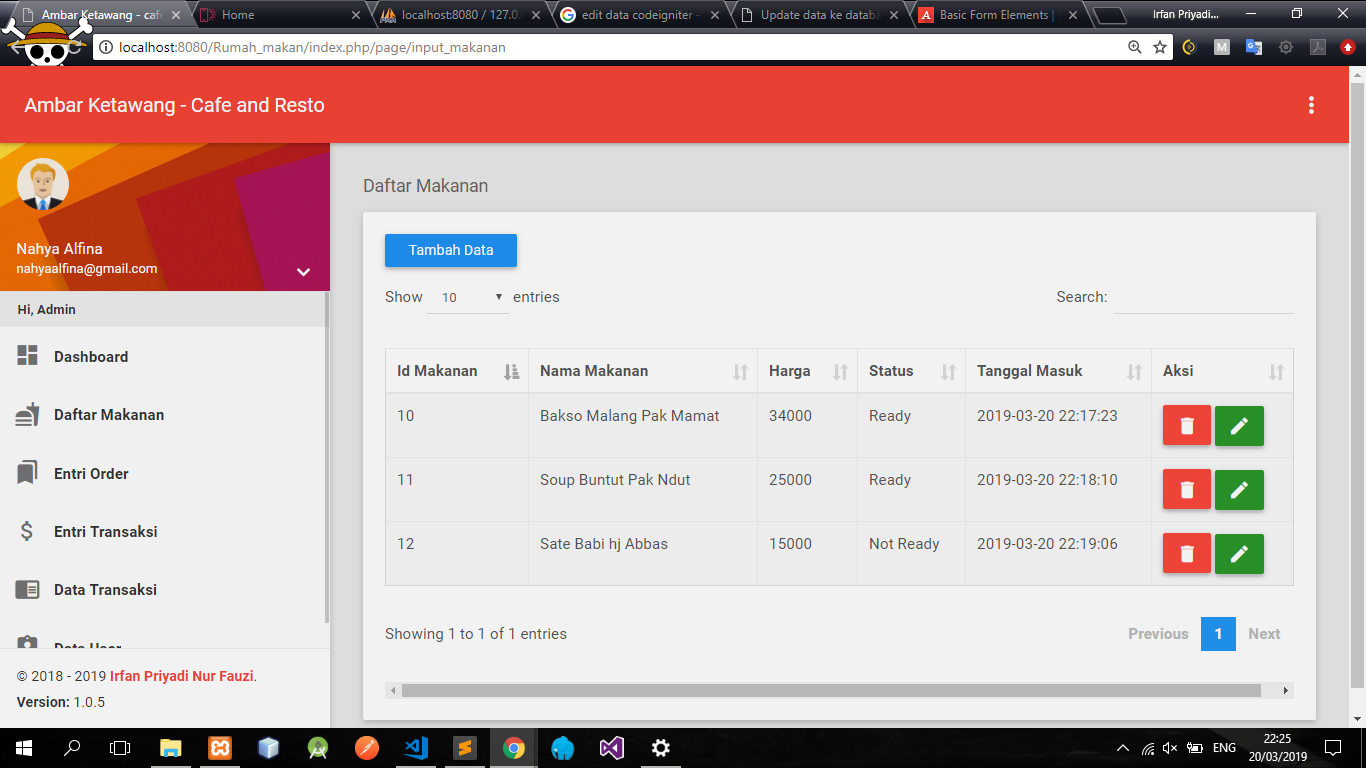 Ambar Ketawang - cafe
Home
localhost:8080 / 127.0.
edit data codeigniter -
Update data ke databa
Basic Form Elements |
Irfan Priyadi...
localhost:8080/Rumah_makan/index.php/page/input_makanan
Ambar Ketawang - Cafe and Resto
Nahya Alfina
nahyaalfina@gmail.com
Hi, Admin
Dashboard
Daftar Makanan
Entri Order
Entri Transaksi
Data Transaksi
Data User
© 2018 - 2019 Irfan Priyadi Nur Fauzi.
Version: 1.0.5
Daftar Makanan
Tambah Data
Show 10 entries
Search:
Id Makanan Nama Makanan Harga Status Tanggal Masuk Aksi
10 Bakso Malang Pak Mamat 34000 Ready 2019-03-20 22:17:23
11 Soup Buntut Pak Ndut 25000 Ready 2019-03-20 22:18:10
12 Sate Babi hj Abbas 15000 Not Ready 2019-03-20 22:19:06
Showing 1 to 1 of 1 entries
Previous 1 Next
ENG
22:25
20/03/2019